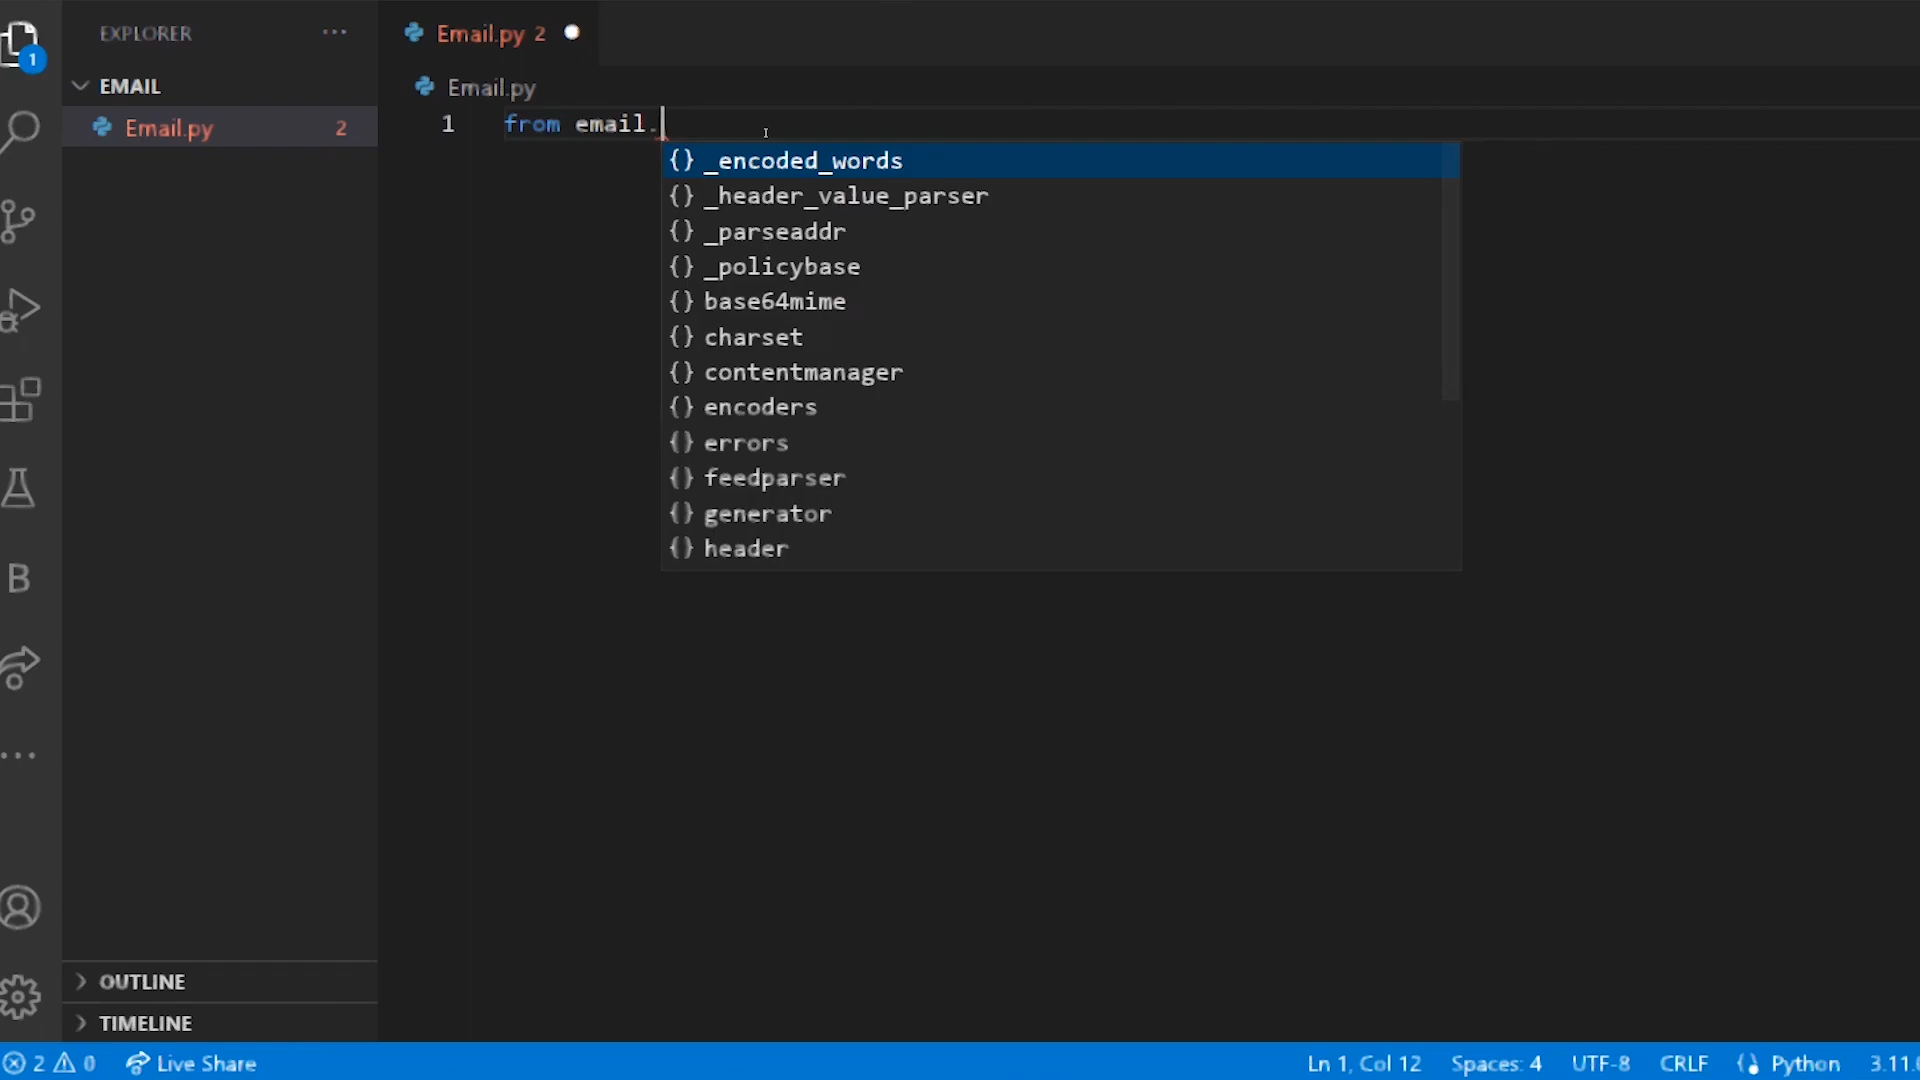 1
EXPLORER
EMAIL
Email.py 2
B
OUTLINE
TIMELINE
Email.py 2
Email.py
1 from email.
{} _encoded_words
{} _header_value_parser
{} _parseaddr
{} _policybase
{} base64mime
{} charset
{} contentmanager
{} encoders
{} errors
{} feedparser
{} generator
{} header
2 0 Live Share Ln 1, Col 12 Spaces: 4 UTF-8 CRLF Python